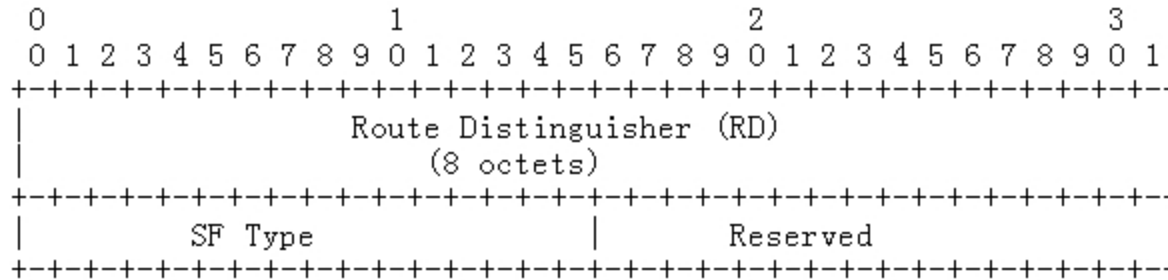 0 1 2 3
0 1 2 3 4 5 6 7 8 9 0 1 2 3 4 5 6 7 8 9 0 1 2 3 4 5 6 7 8 9 0 1
+-+-+-+-+-+-+-+-+-+-+-+-+-+-+-+-+-+-+-+-+-+-+-+-+-+-+-+-+-+-+-+-
| Route Distinguisher (RD)
| (8 octets)
+-+-+-+-+-+-+-+-+-+-+-+-+-+-+-+-+-+-+-+-+-+-+-+-+-+-+-+-+-+-+-+-
| SF Type | Reserved
+-+-+-+-+-+-+-+-+-+-+-+-+-+-+-+-+-+-+-+-+-+-+-+-+-+-+-+-+-+-+-+-